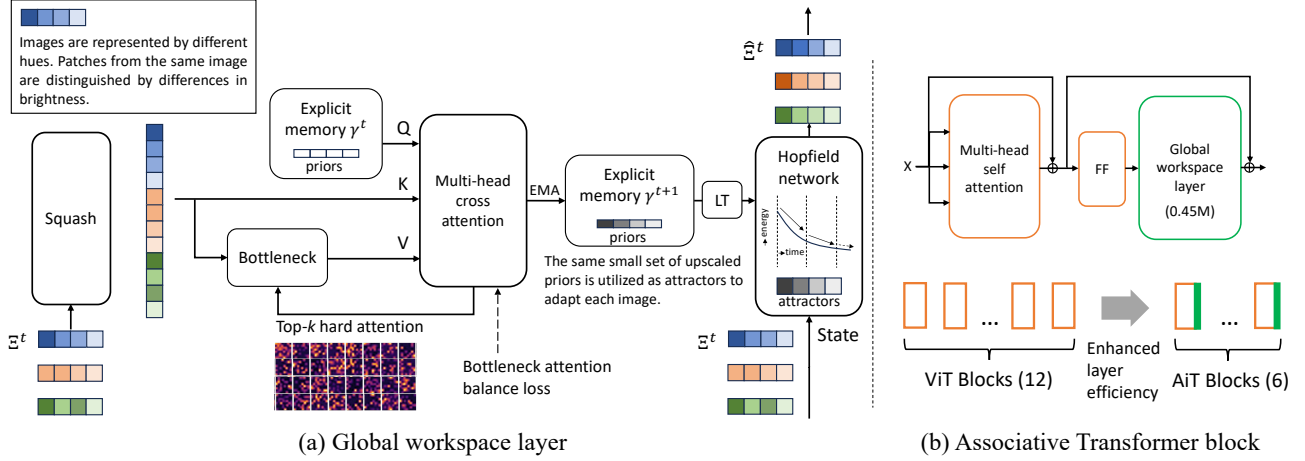 Images are represented by different
hues. Patches from the same image
are distinguished by differences in
brightness.
Squash
Ξ^t
Explicit
memory γ^t
priors
Q
K
V
Bottleneck
Multi-head
cross
attention
Top-k hard attention
Bottleneck attention
balance loss
EMA
Explicit
memory γ^{t+1}
priors
The same small set of upscaled
priors is utilized as attractors to
adapt each image.
LT
Ξ̂^t
Hopfield
network
energy
time
attractors
Ξ^t
State
(a) Global workspace layer
X
Multi-head
self
attention
FF
Global
workspace
layer
(0.45M)
...
...
ViT Blocks (12)
Enhanced
layer
efficiency
AiT Blocks (6)
(b) Associative Transformer block